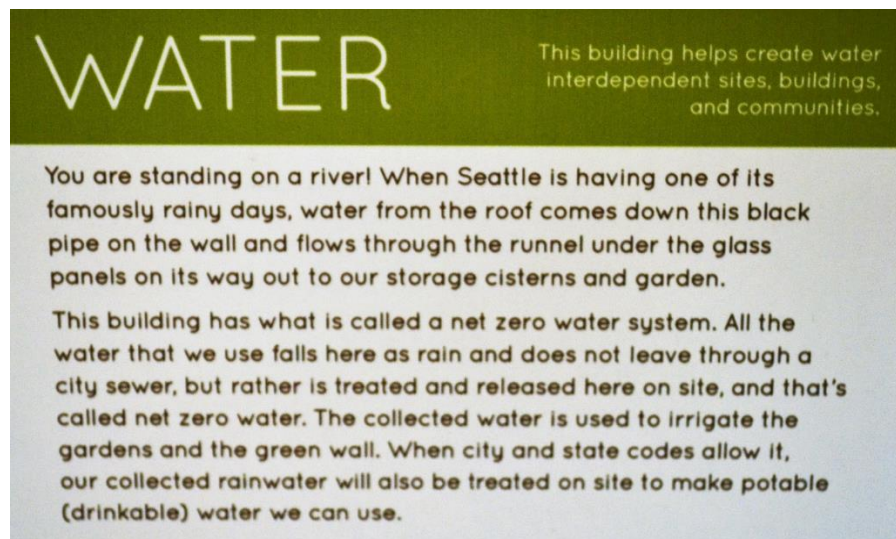 WATER
This building helps create water
interdependent sites, buildings,
and communities.
You are standing on a river! When Seattle is having one of its
famously rainy days, water from the roof comes down this black
pipe on the wall and flows through the runnel under the glass
panels on its way out to our storage cisterns and garden.
This building has what is called a net zero water system. All the
water that we use falls here as rain and does not leave through a
city sewer, but rather is treated and released here on site, and that's
called net zero water. The collected water is used to irrigate the
gardens and the green wall. When city and state codes allow it,
our collected rainwater will also be treated on site to make potable
(drinkable) water we can use.